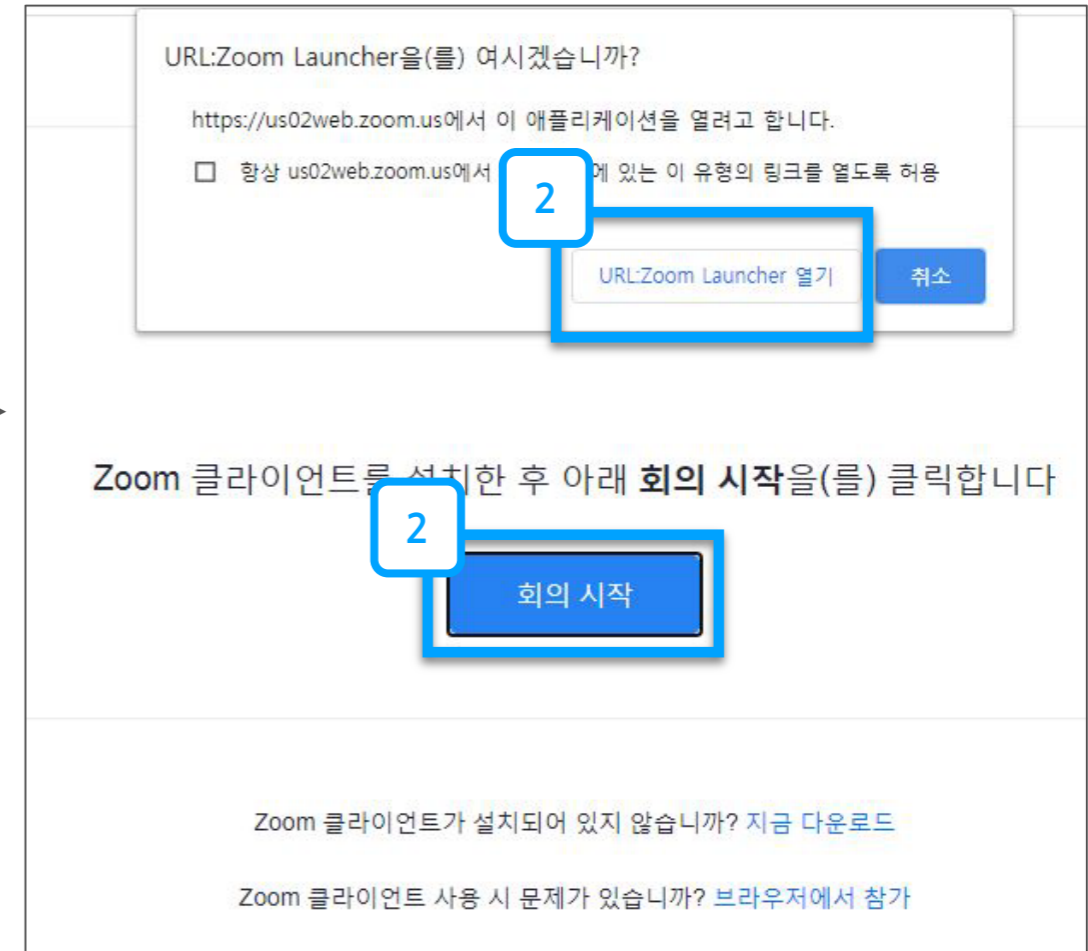 URL:Zoom Launcher을(를) 여시겠습니까?
https://us02web.zoom.us에서 이 애플리케이션을 열려고 합니다.
항상 us02web.zoom.us에서 에 있는 이 유형의 링크를 열도록 허용
2
URL:Zoom Launcher 열기
취소
Zoom 클라이언트를 설치한 후 아래 회의 시작을(를) 클릭합니다
2
회의 시작
Zoom 클라이언트가 설치되어 있지 않습니까? 지금 다운로드
Zoom 클라이언트 사용 시 문제가 있습니까? 브라우저에서 참가